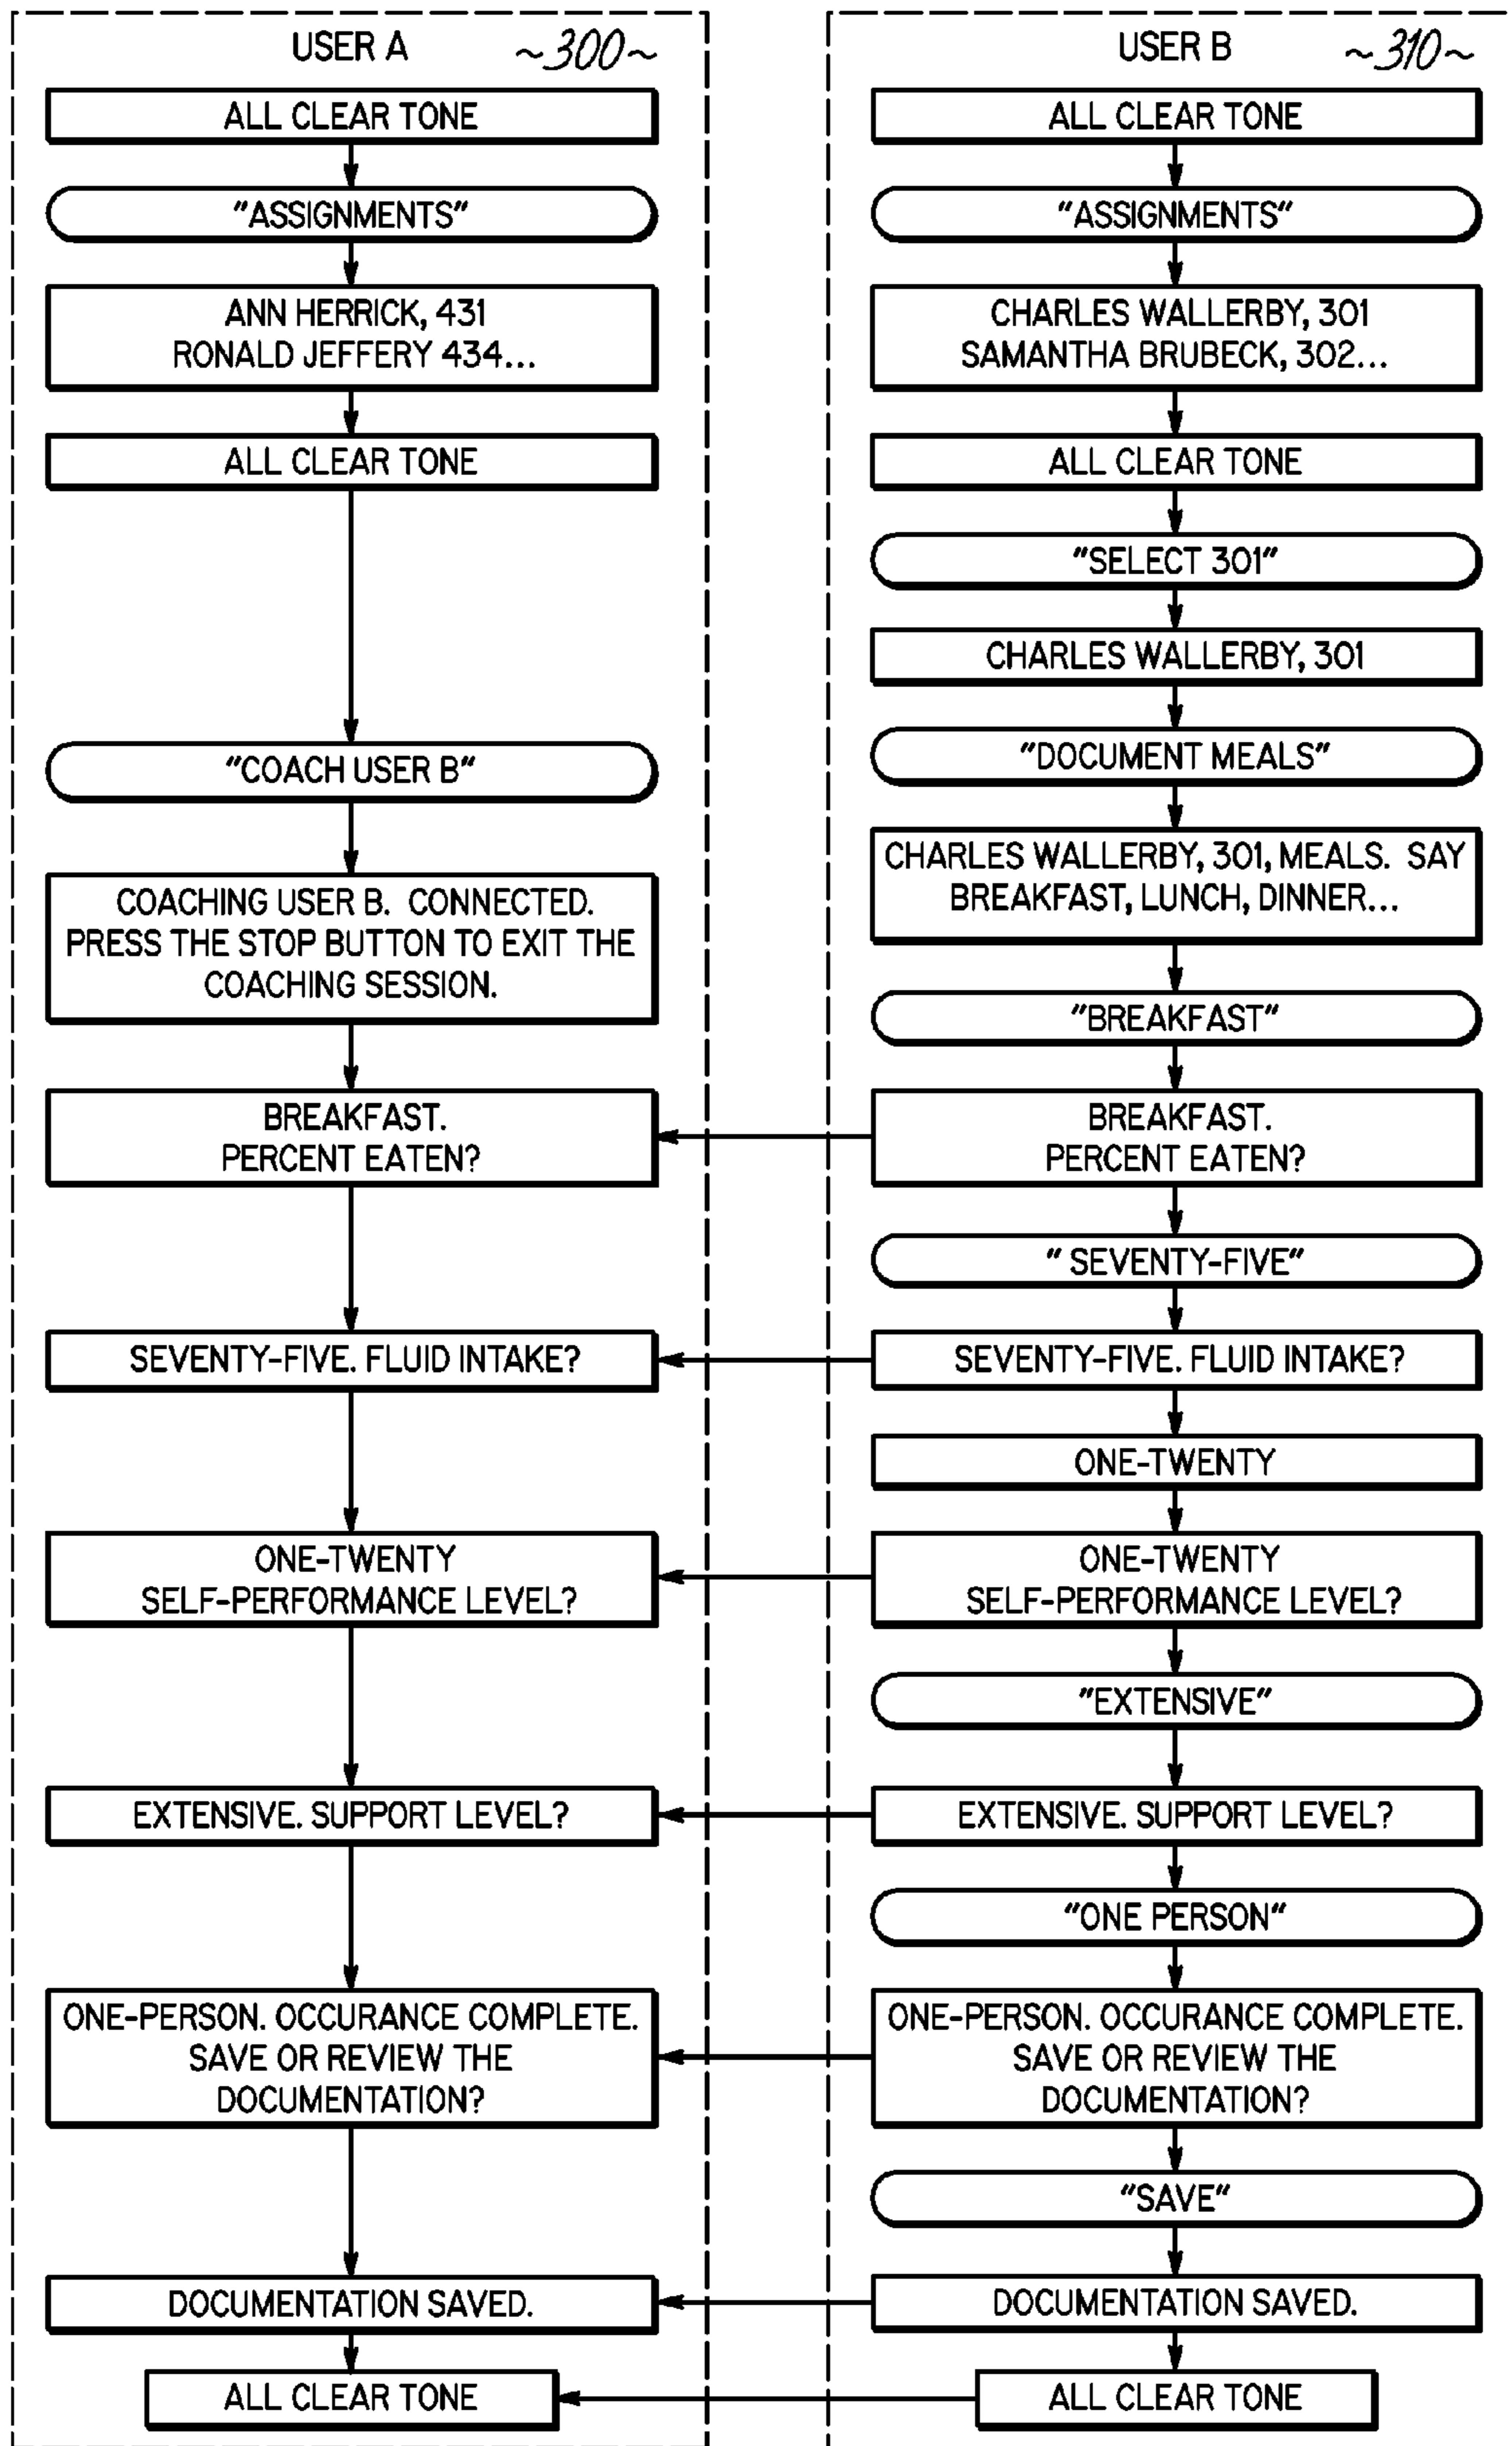 USER A ~300~
ALL CLEAR TONE
"ASSIGNMENTS"
ANN HERRICK, 431
RONALD JEFFERY 434...
ALL CLEAR TONE
"COACH USER B"
COACHING USER B. CONNECTED.
PRESS THE STOP BUTTON TO EXIT THE
COACHING SESSION.
BREAKFAST.
PERCENT EATEN?
SEVENTY-FIVE. FLUID INTAKE?
ONE-TWENTY
SELF-PERFORMANCE LEVEL?
EXTENSIVE. SUPPORT LEVEL?
ONE-PERSON. OCCURANCE COMPLETE.
SAVE OR REVIEW THE
DOCUMENTATION?
DOCUMENTATION SAVED.
ALL CLEAR TONE
USER B ~310~
ALL CLEAR TONE
"ASSIGNMENTS"
CHARLES WALLERBY, 301
SAMANTHA BRUBECK, 302...
ALL CLEAR TONE
"SELECT 301"
CHARLES WALLERBY, 301
"DOCUMENT MEALS"
CHARLES WALLERBY, 301, MEALS. SAY
BREAKFAST, LUNCH, DINNER...
"BREAKFAST"
BREAKFAST.
PERCENT EATEN?
" SEVENTY-FIVE"
SEVENTY-FIVE. FLUID INTAKE?
ONE-TWENTY
ONE-TWENTY
SELF-PERFORMANCE LEVEL?
"EXTENSIVE"
EXTENSIVE. SUPPORT LEVEL?
"ONE PERSON"
ONE-PERSON. OCCURANCE COMPLETE.
SAVE OR REVIEW THE
DOCUMENTATION?
"SAVE"
DOCUMENTATION SAVED.
ALL CLEAR TONE